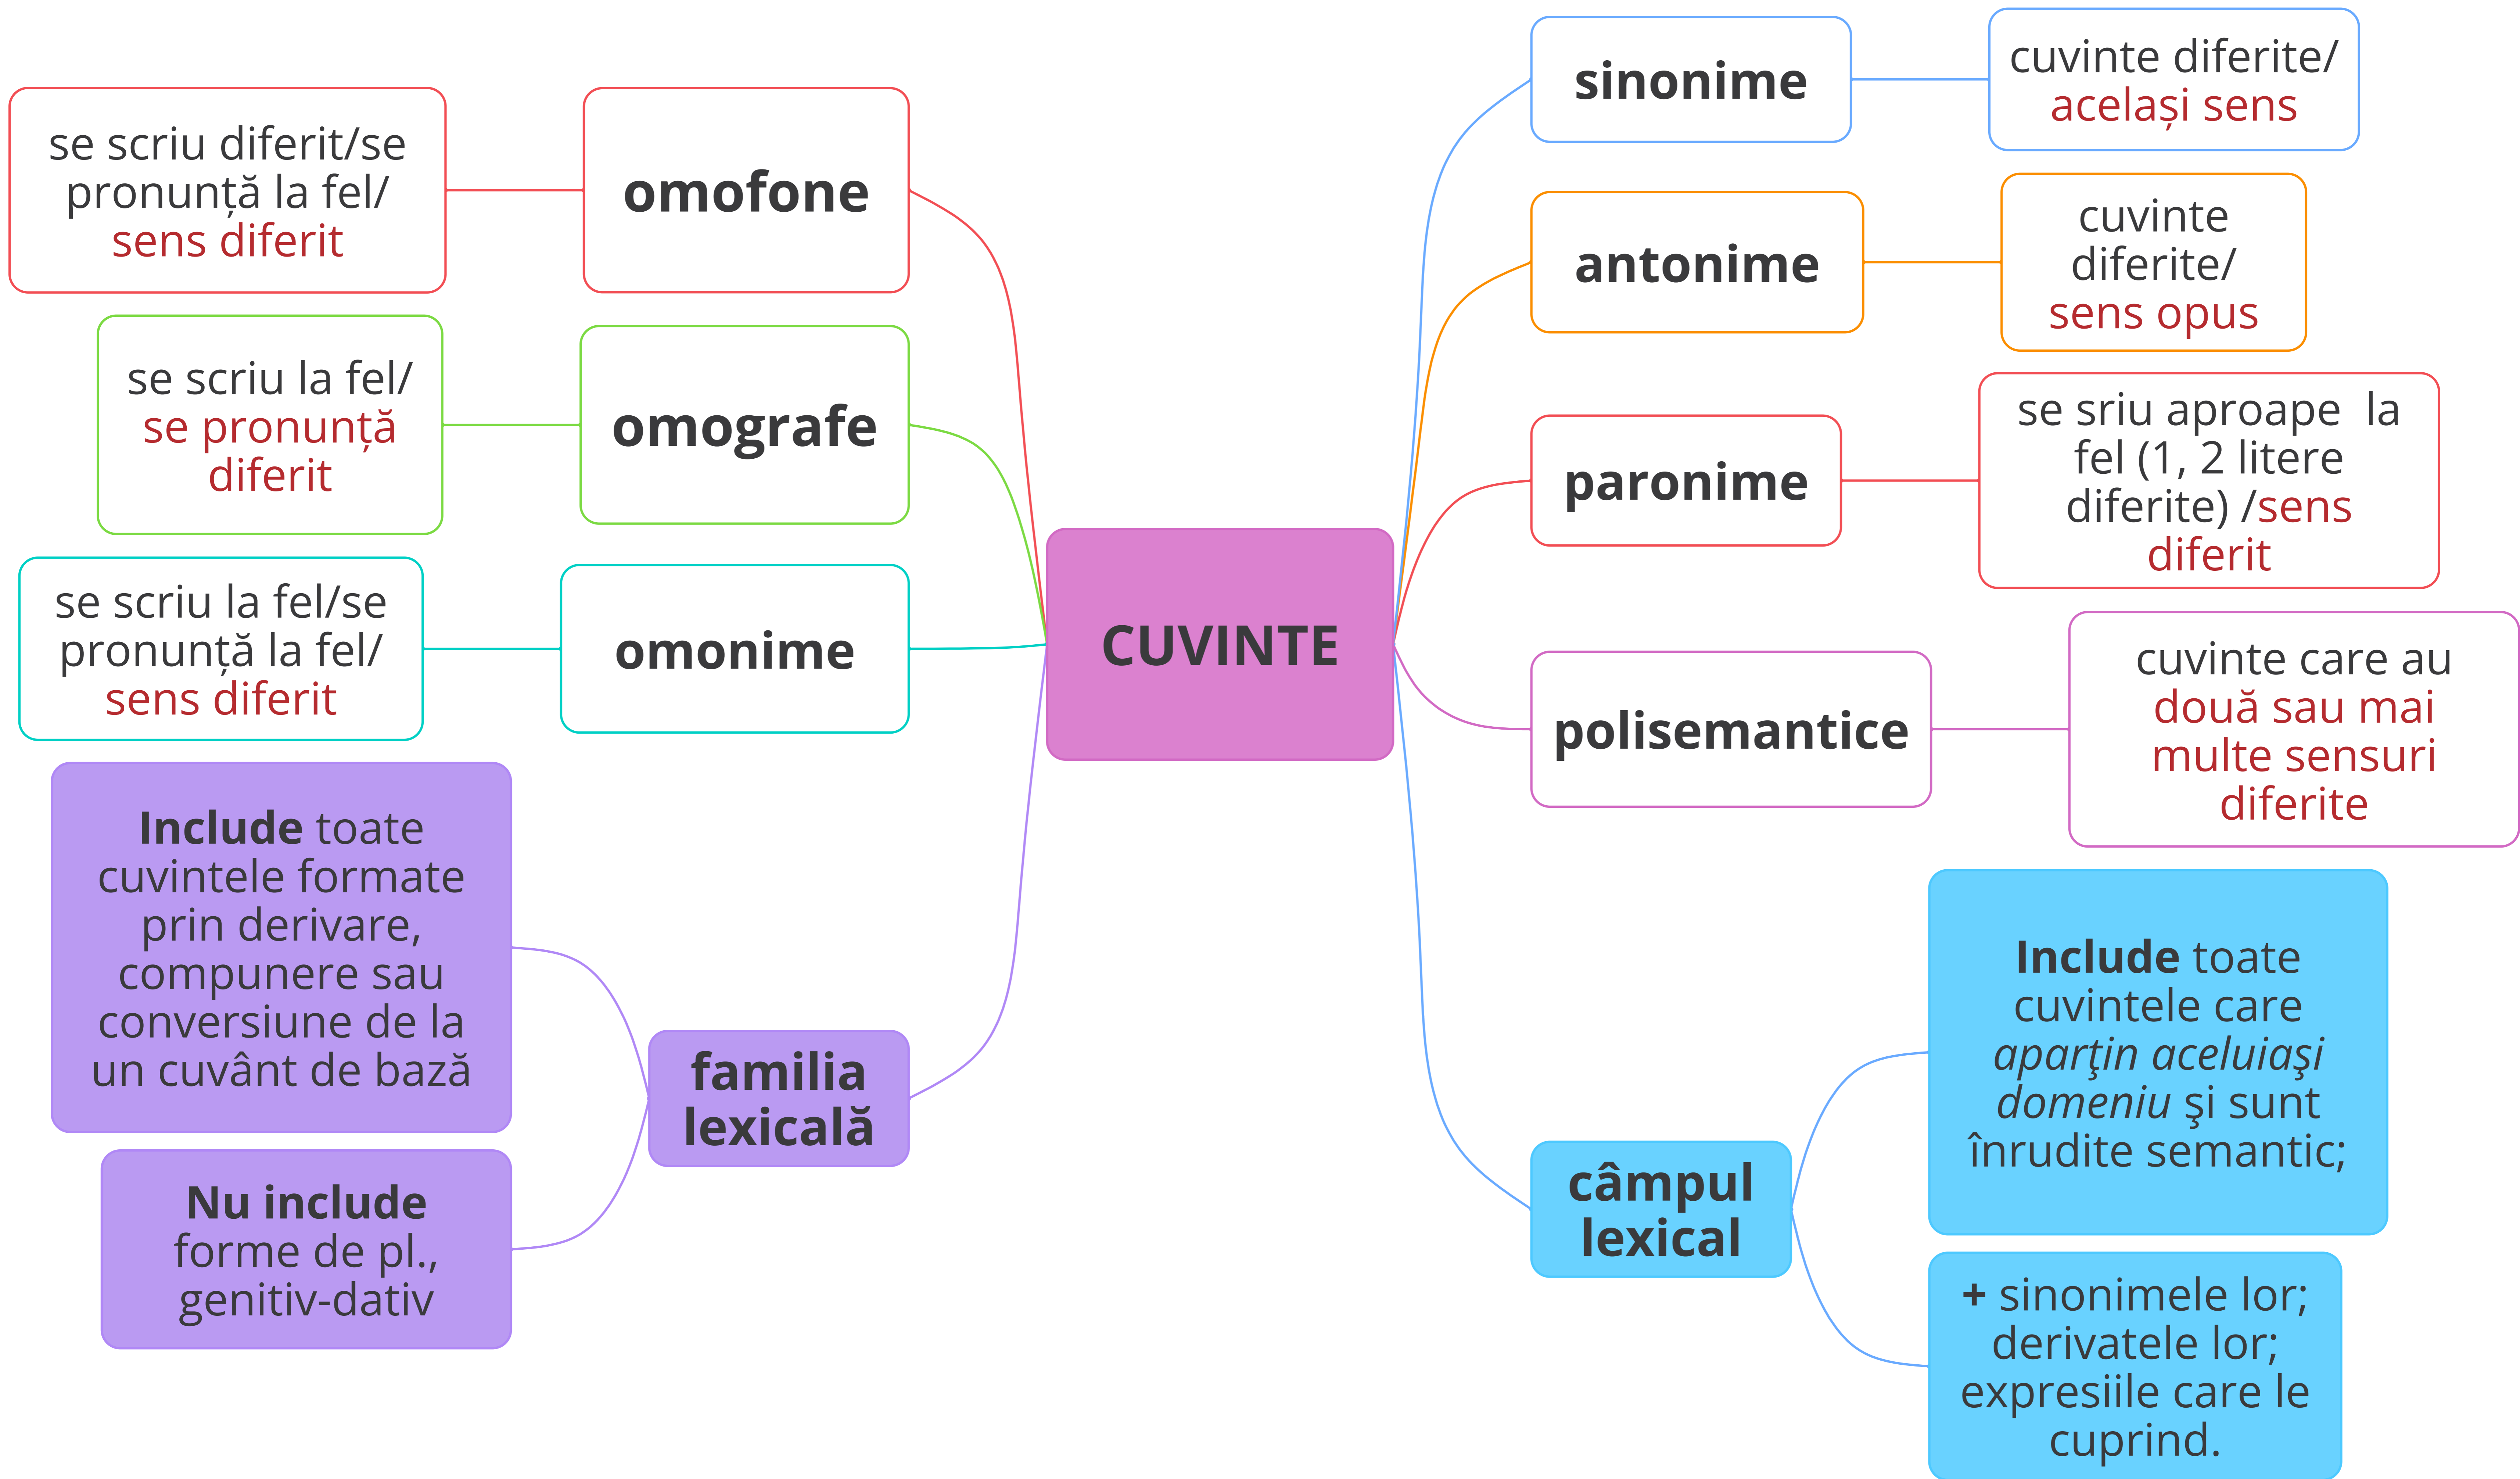 CUVINTE
omofone
se scriu diferit/se
pronunță la fel/
sens diferit
omografe
se scriu la fel/
se pronunță
diferit
omonime
se scriu la fel/se
pronunță la fel/
sens diferit
familia
lexicală
Include toate
cuvintele formate
prin derivare,
compunere sau
conversiune de la
un cuvânt de bază
Nu include
forme de pl.,
genitiv-dativ
sinonime
cuvinte diferite/
același sens
antonime
cuvinte
diferite/
sens opus
paronime
se sriu aproape  la
fel (1, 2 litere
diferite) /sens
diferit
polisemantice
cuvinte care au
două sau mai
multe sensuri
diferite
câmpul
lexical
Include toate
cuvintele care
aparţin aceluiaşi
domeniu şi sunt
înrudite semantic;
+ sinonimele lor;
derivatele lor;
expresiile care le
cuprind.